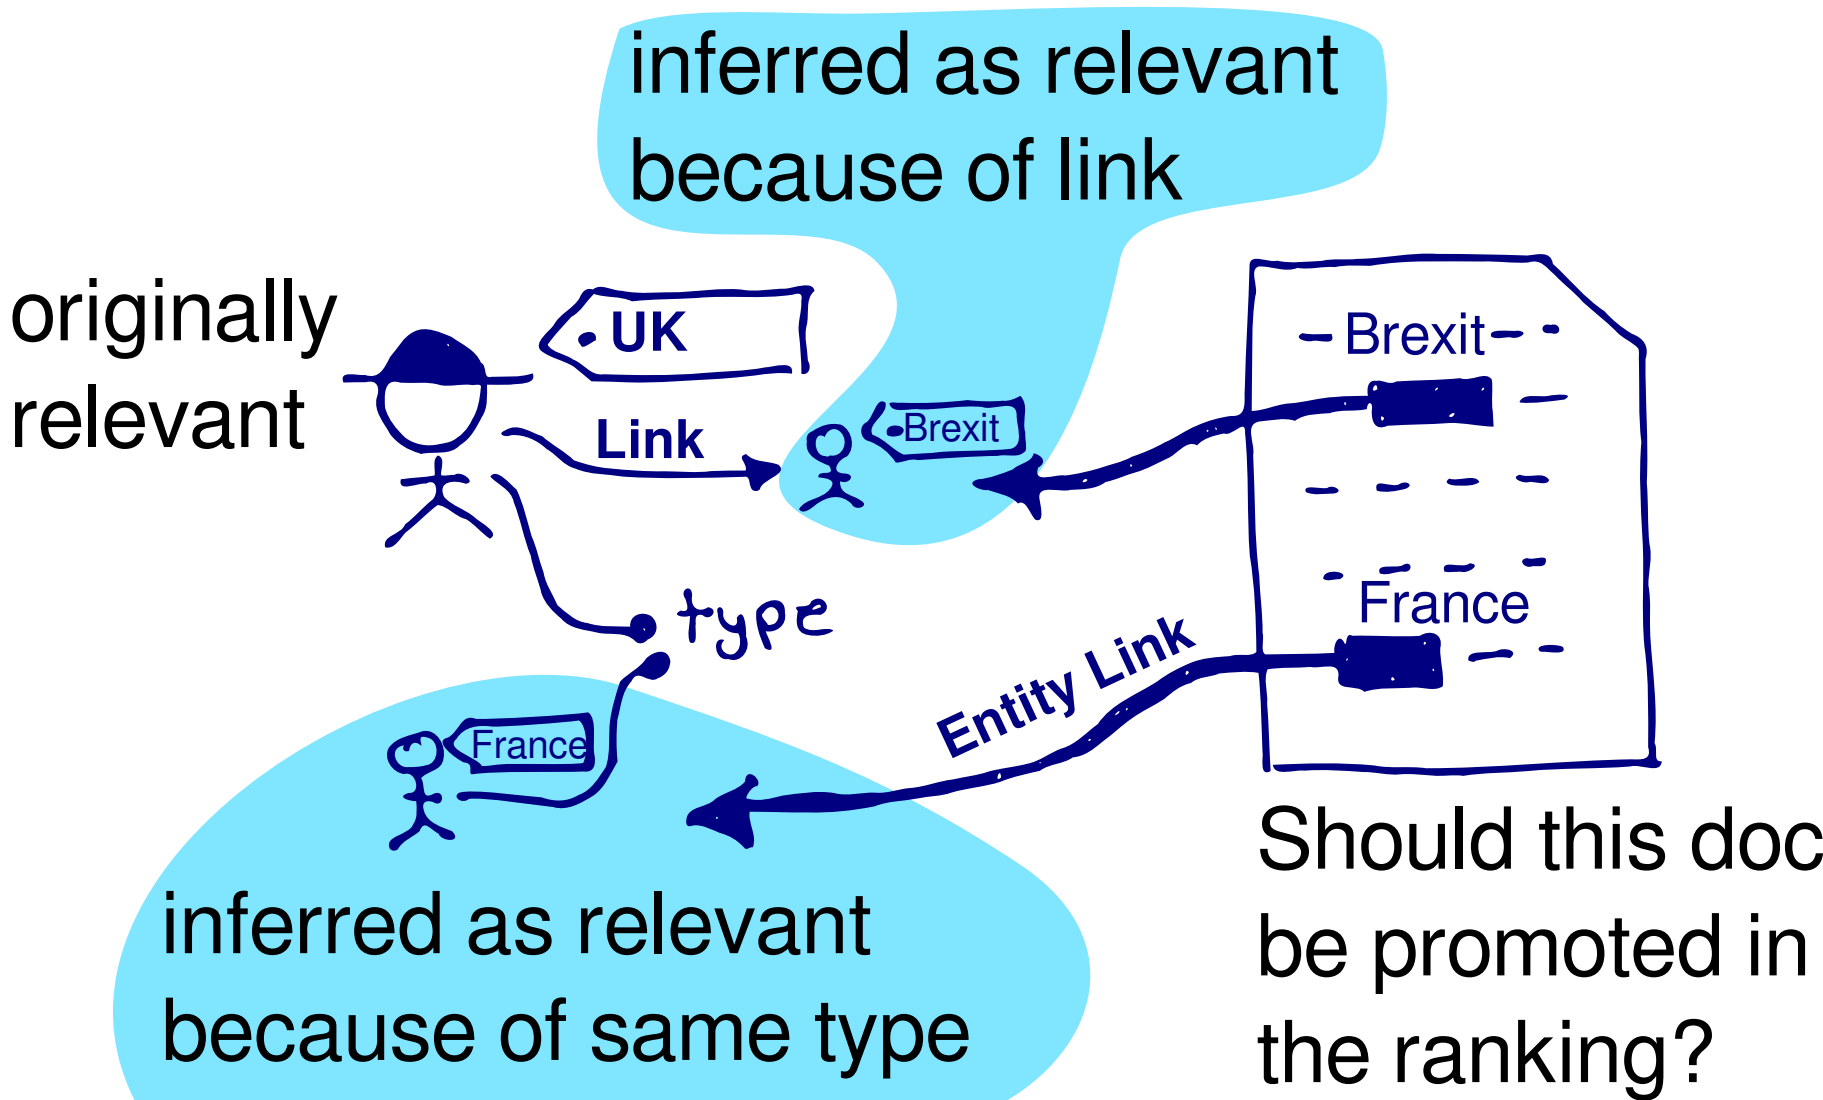 inferred as relevant
because of link
originally
relevant
UK
Link
Brexit
Brexit
type
France
France
Entity Link
inferred as relevant
because of same type
Should this doc
be promoted in
the ranking?